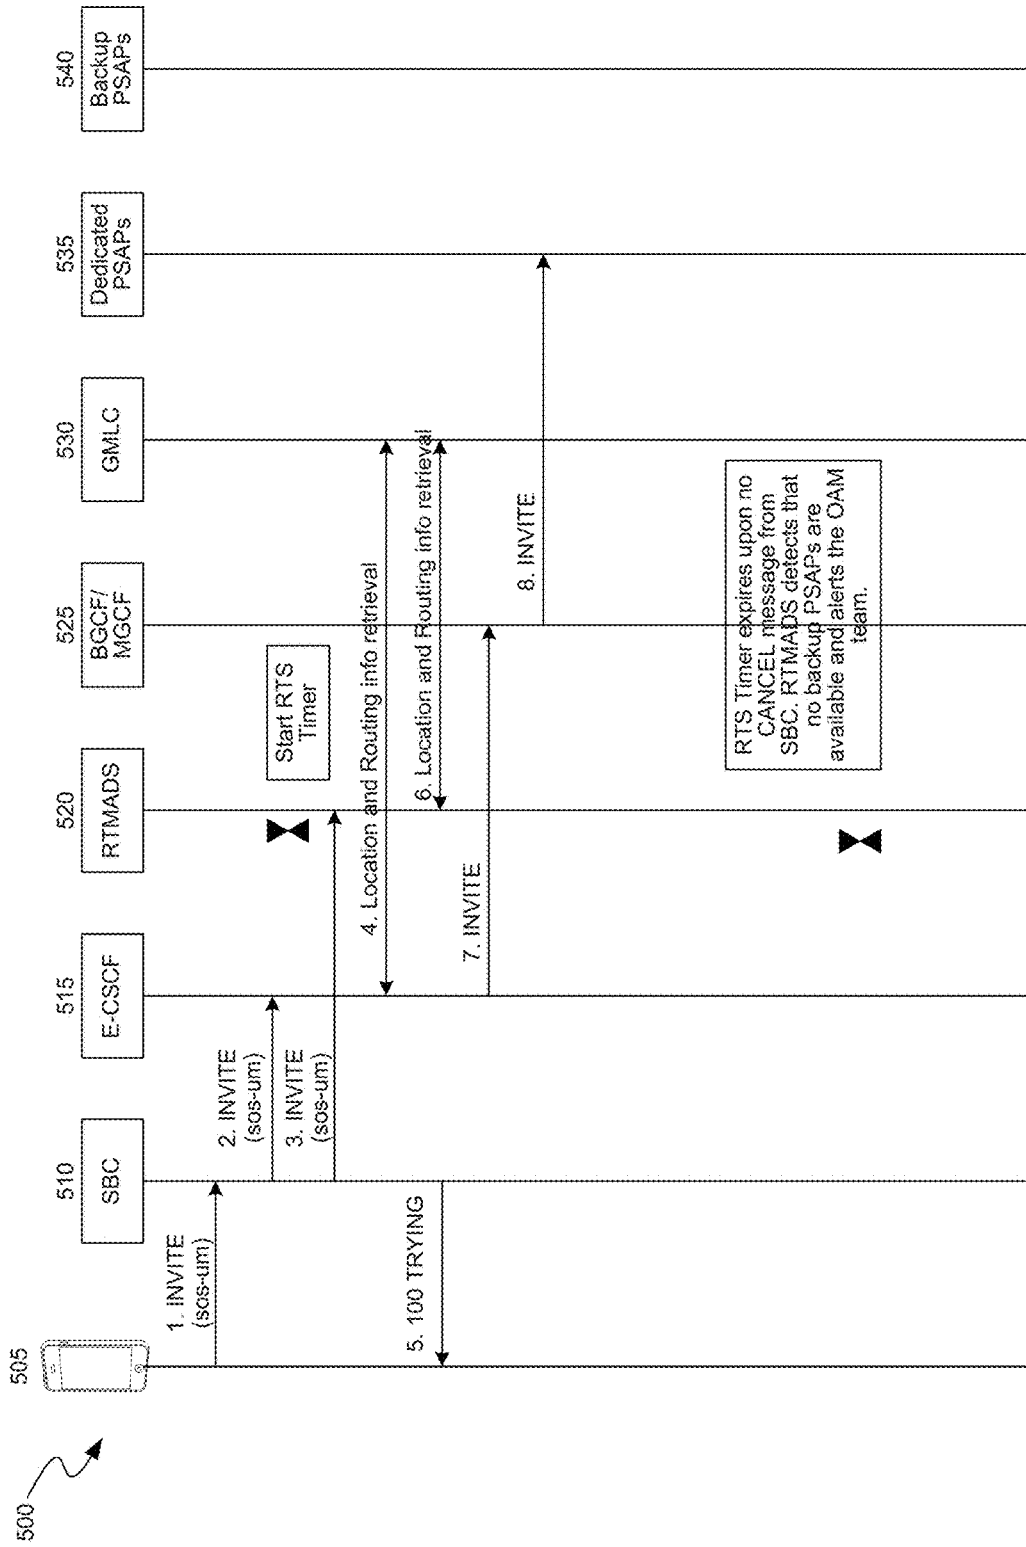 500
505
510
SBC
515
E-CSCF
520
RTMADS
525
BGCF/
MGCF
530
GMLC
535
Dedicated
PSAPs
540
Backup
PSAPs
1. INVITE
(sos-um)
2. INVITE
(sos-um)
Start RTS
Timer
3. INVITE
(sos-um)
4. Location and Routing info retrieval
5. 100 TRYING
6. Location and Routing info retrieval
7. INVITE
8. INVITE
RTS Timer expires upon no
CANCEL message from
SBC. RTMADS detects that
no backup PSAPs are
available and alerts the OAM
team.